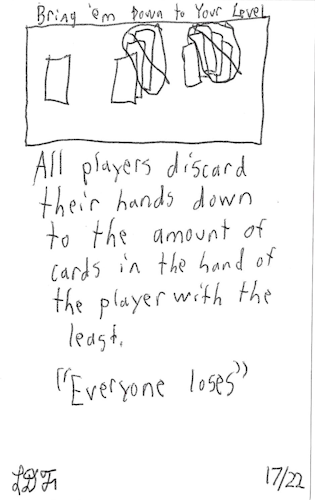 Bring 'em Down to Your Level
All players discard
their hands down
to the amount of
cards in the hand of
the player with the
least.
("Everyone loses")
17/22